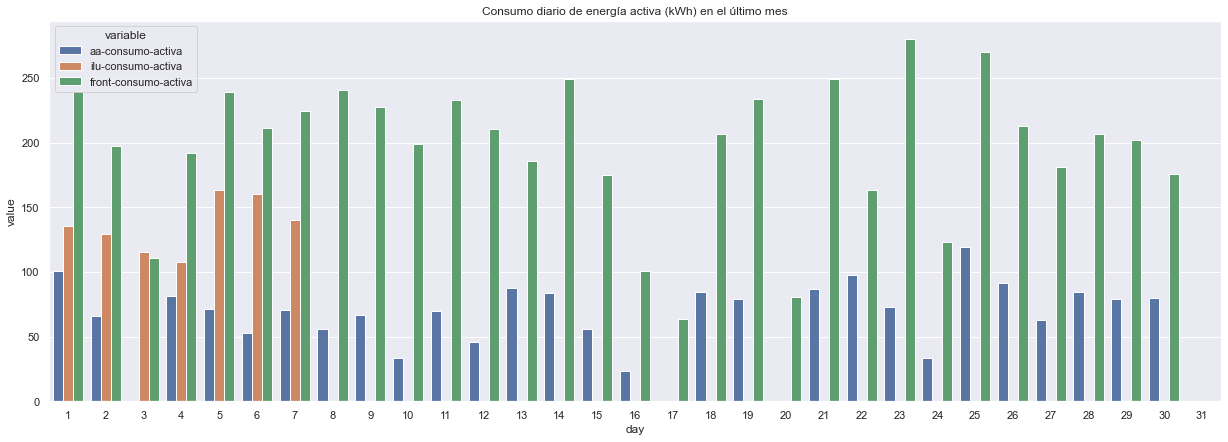 Consumo diario de energía activa (kWh) en el último mes
variable
aa-consumo-activa
ilu-consumo-activa
front-consumo-activa
250
200
150
100
50
0
value
1 2 3 4 5 6 7 8 9 10 11 12 13 14 15 16 17 18 19 20 21 22 23 24 25 26 27 28 29 30 31
day